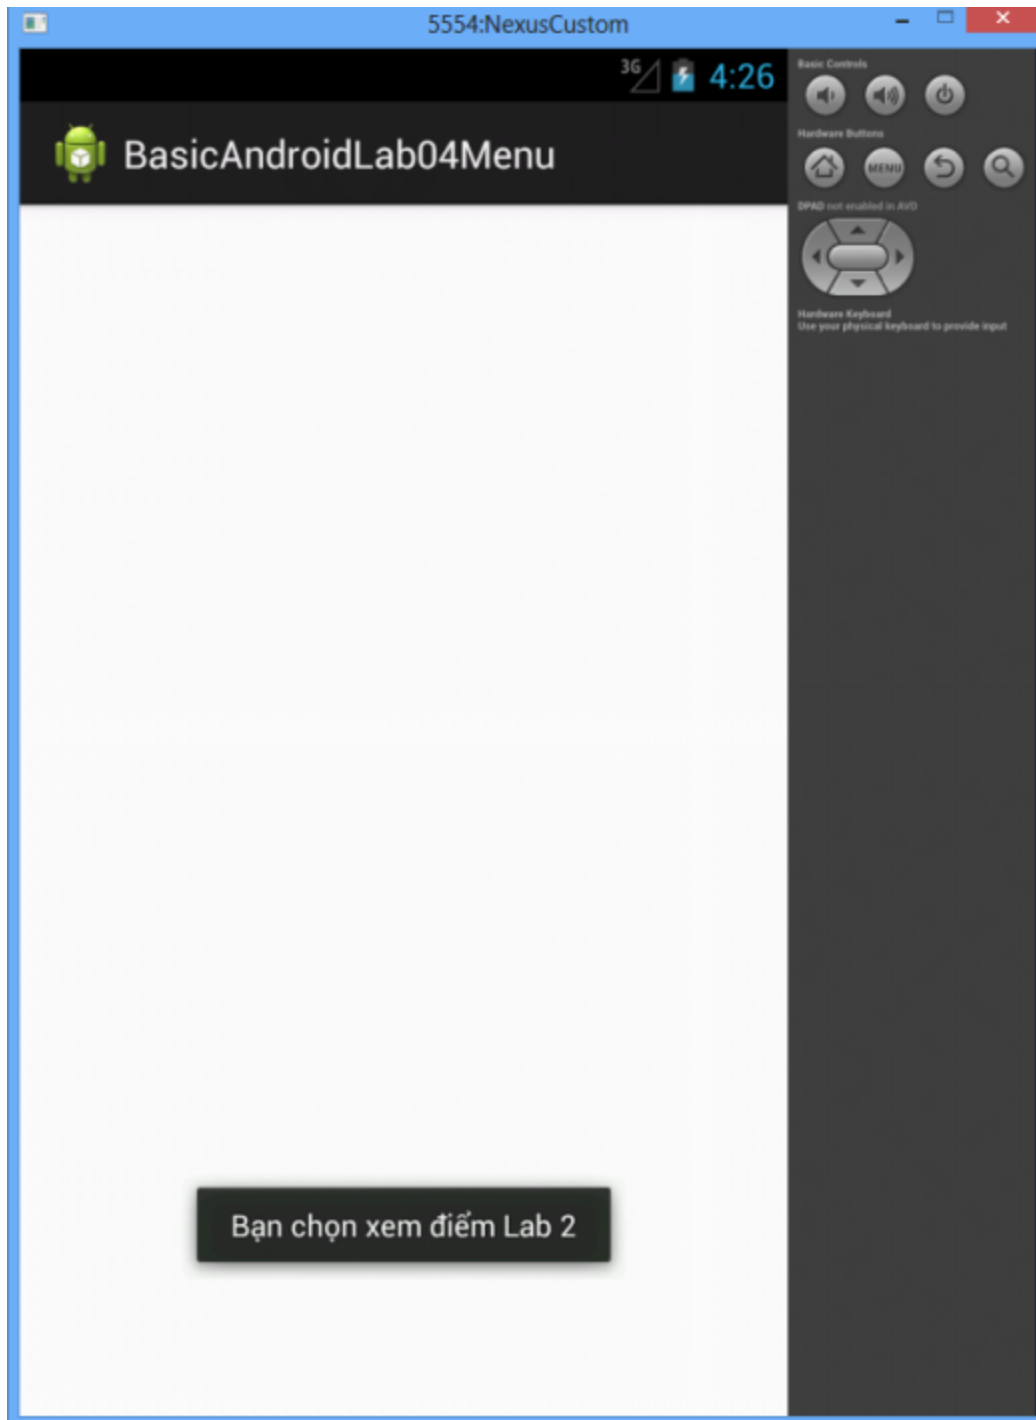 5554:NexusCustom
3G 4:26
BasicAndroidLab04Menu
Basic Controls
Hardware Buttons
MENU
DPAD not enabled in AVD
Hardware Keyboard
Use your physical keyboard to provide input
Bạn chọn xem điểm Lab 2